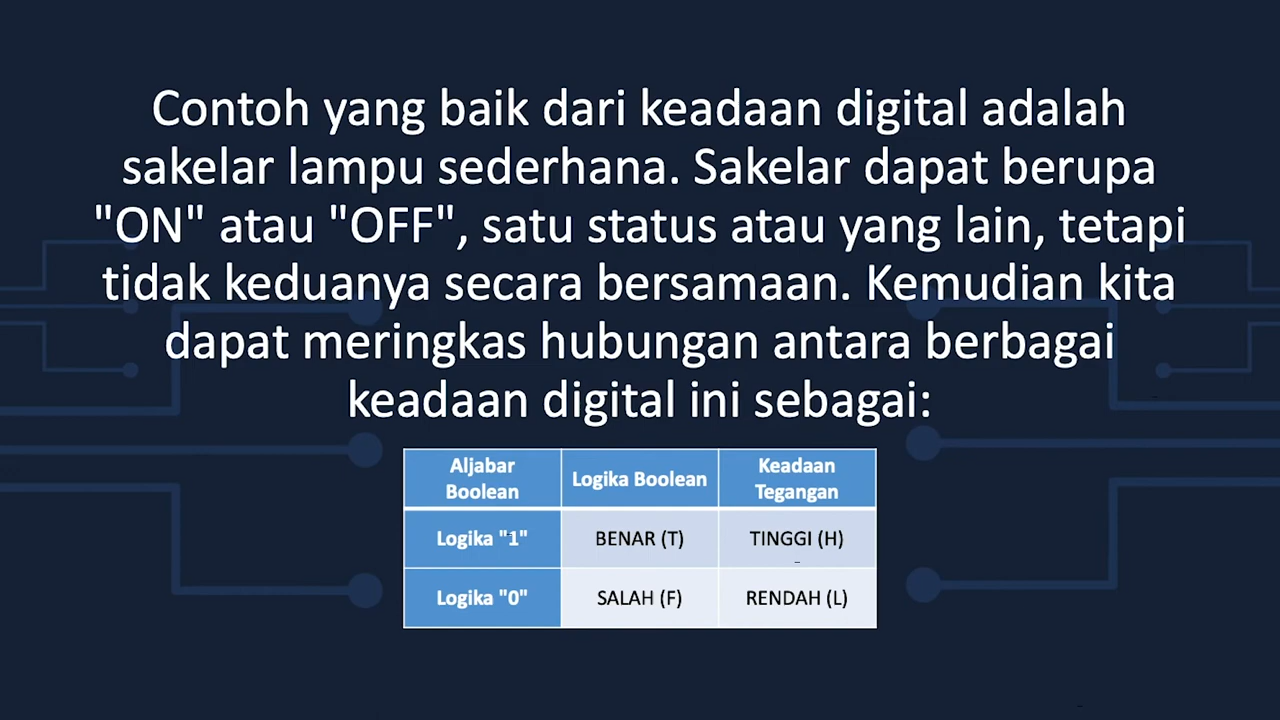 Contoh yang baik dari keadaan digital adalah
sakelar lampu sederhana. Sakelar dapat berupa
"ON" atau "OFF", satu status atau yang lain, tetapi
tidak keduanya secara bersamaan. Kemudian kita
dapat meringkas hubungan antara berbagai
keadaan digital ini sebagai:
Aljabar Boolean Logika Boolean Keadaan Tegangan
Logika "1" BENAR (T) TINGGI (H)
Logika "0" SALAH (F) RENDAH (L)